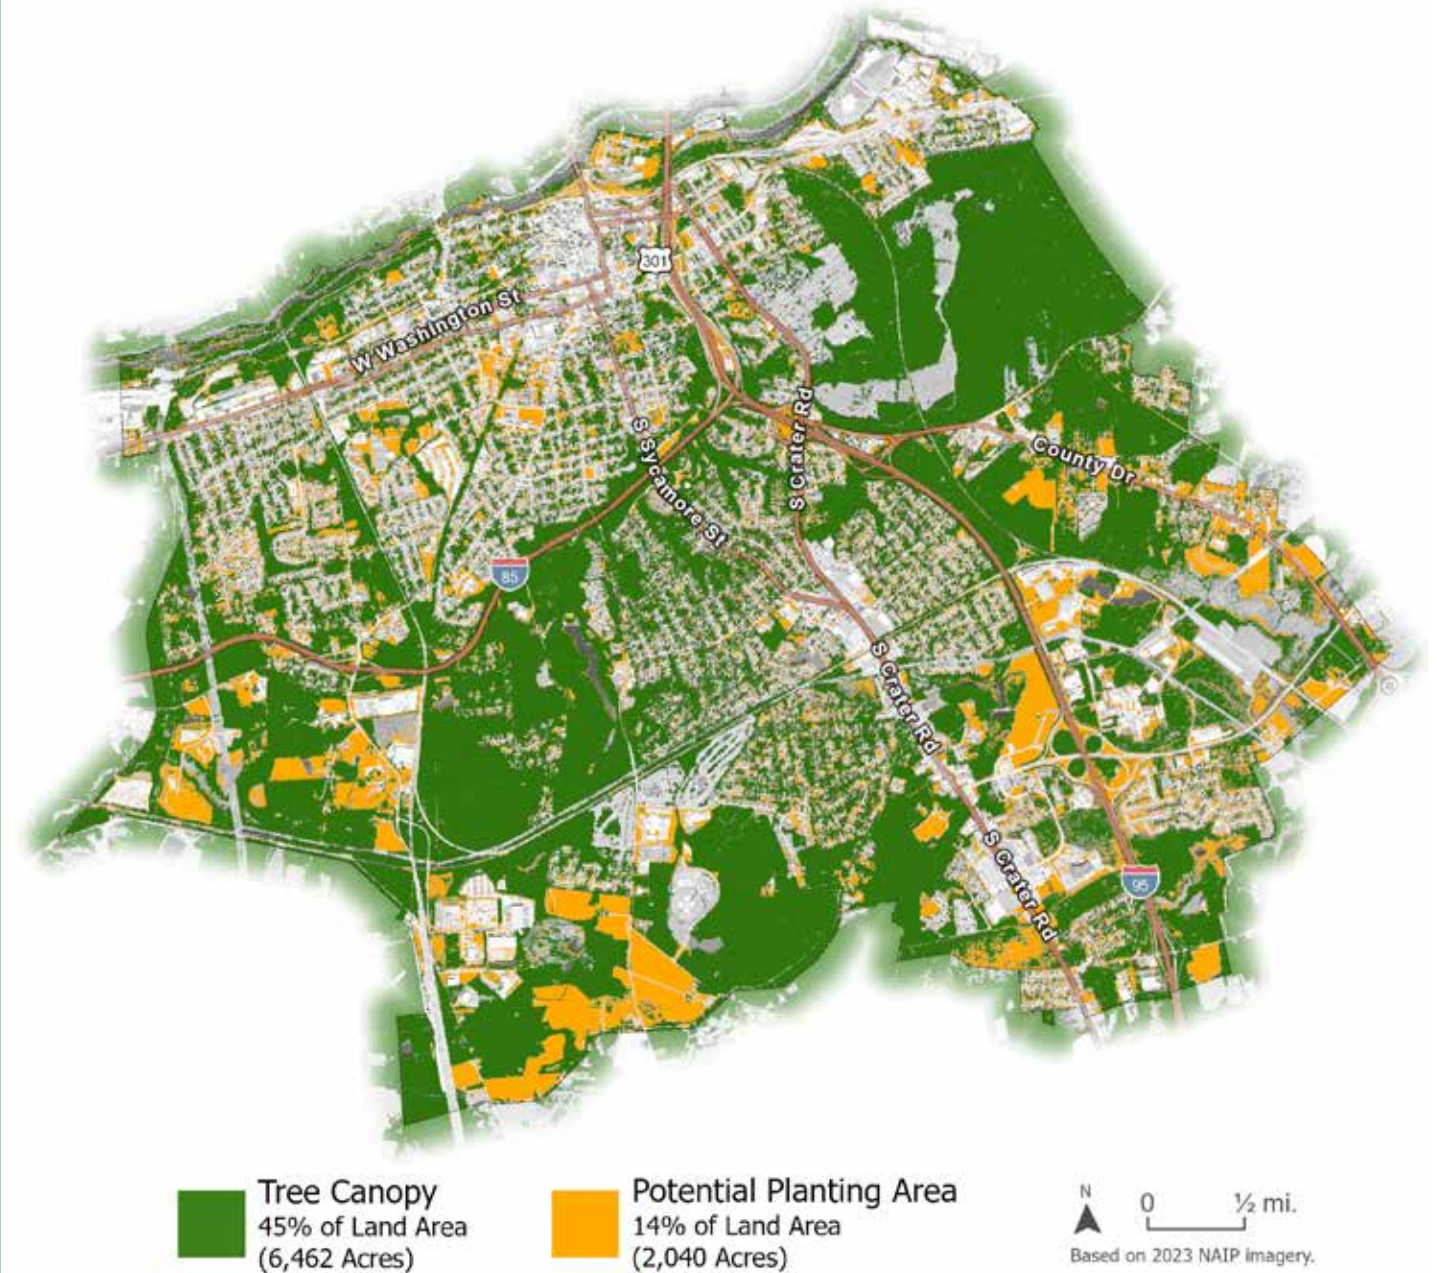 301
W Washington St
S Sycamore St
S Crater Rd
County Dr
85
S Crater Rd
S Crater Rd
95
Tree Canopy
45% of Land Area
(6,462 Acres)
Potential Planting Area
14% of Land Area
(2,040 Acres)
N
0 ½ mi.
Based on 2023 NAIP imagery.